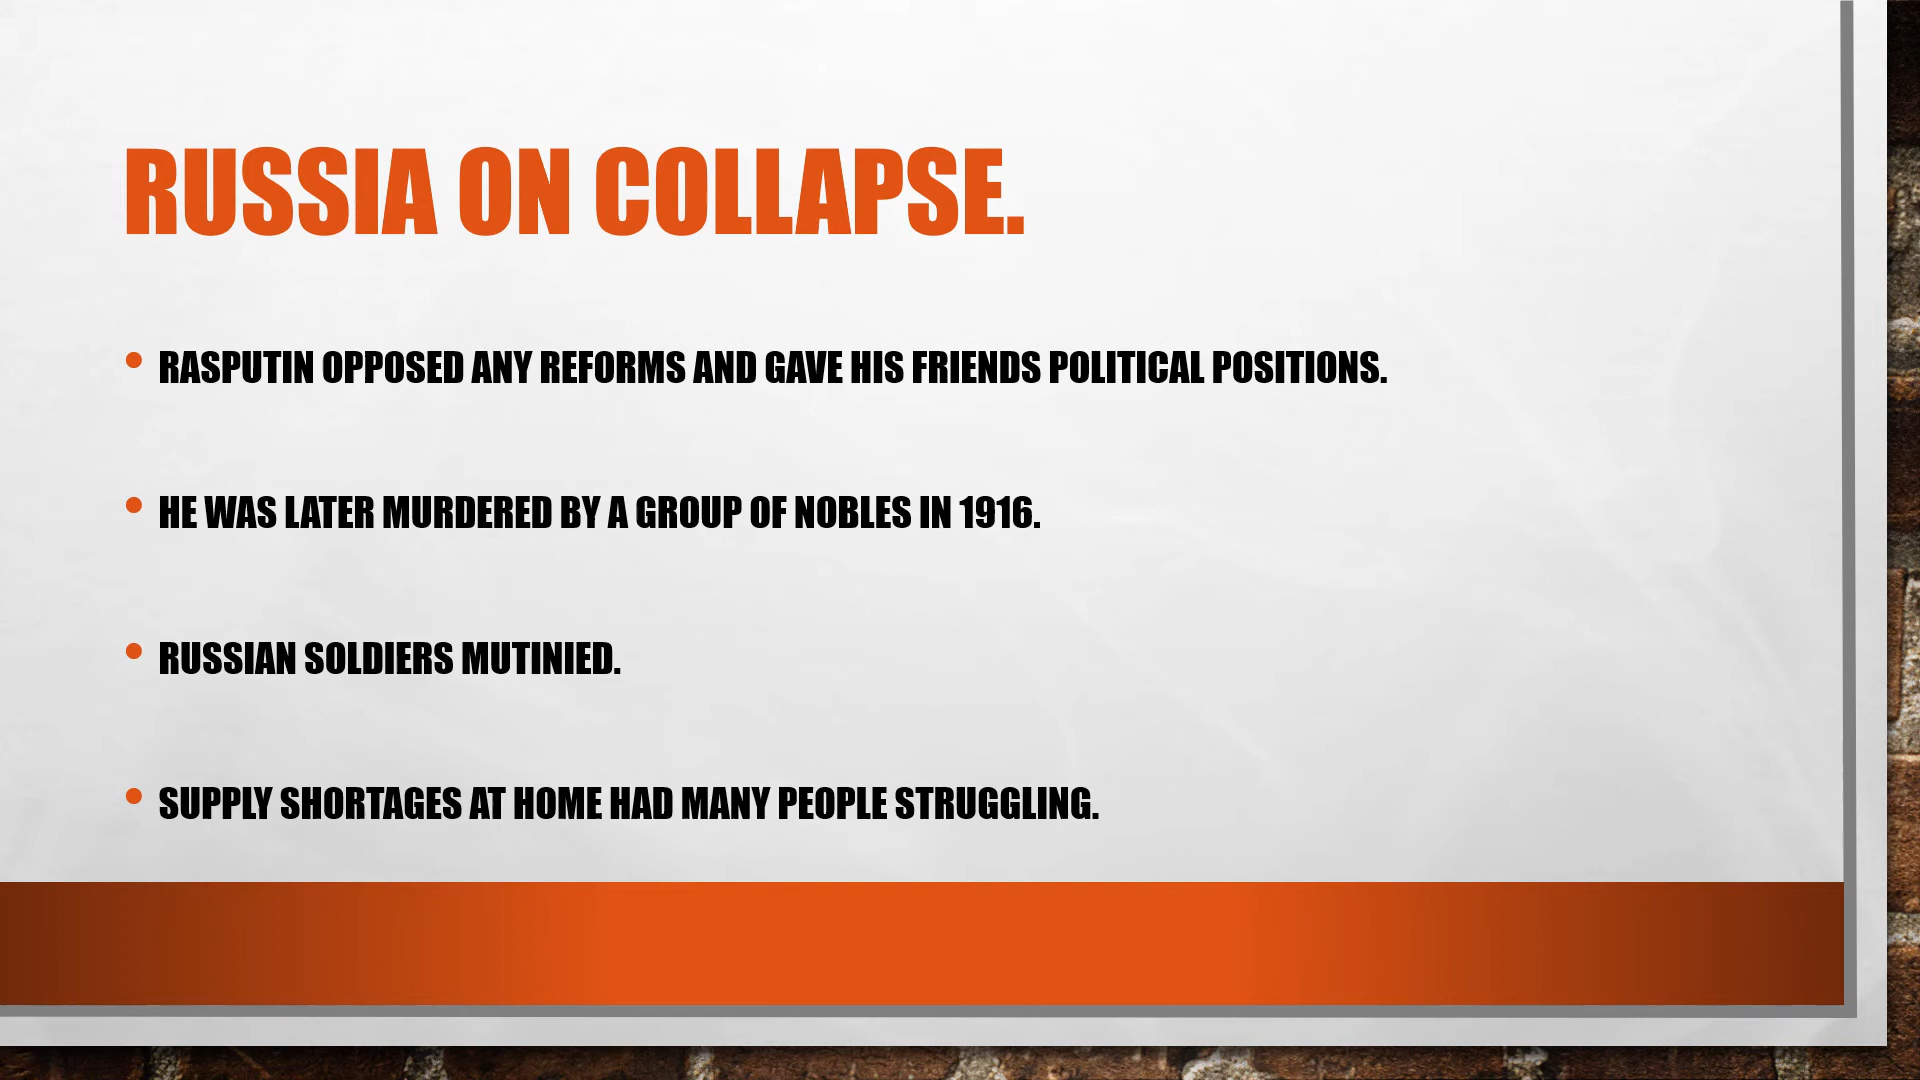 RUSSIA ON COLLAPSE.
• RASPUTIN OPPOSED ANY REFORMS AND GAVE HIS FRIENDS POLITICAL POSITIONS.
• HE WAS LATER MURDERED BY A GROUP OF NOBLES IN 1916.
• RUSSIAN SOLDIERS MUTINIED.
• SUPPLY SHORTAGES AT HOME HAD MANY PEOPLE STRUGGLING.